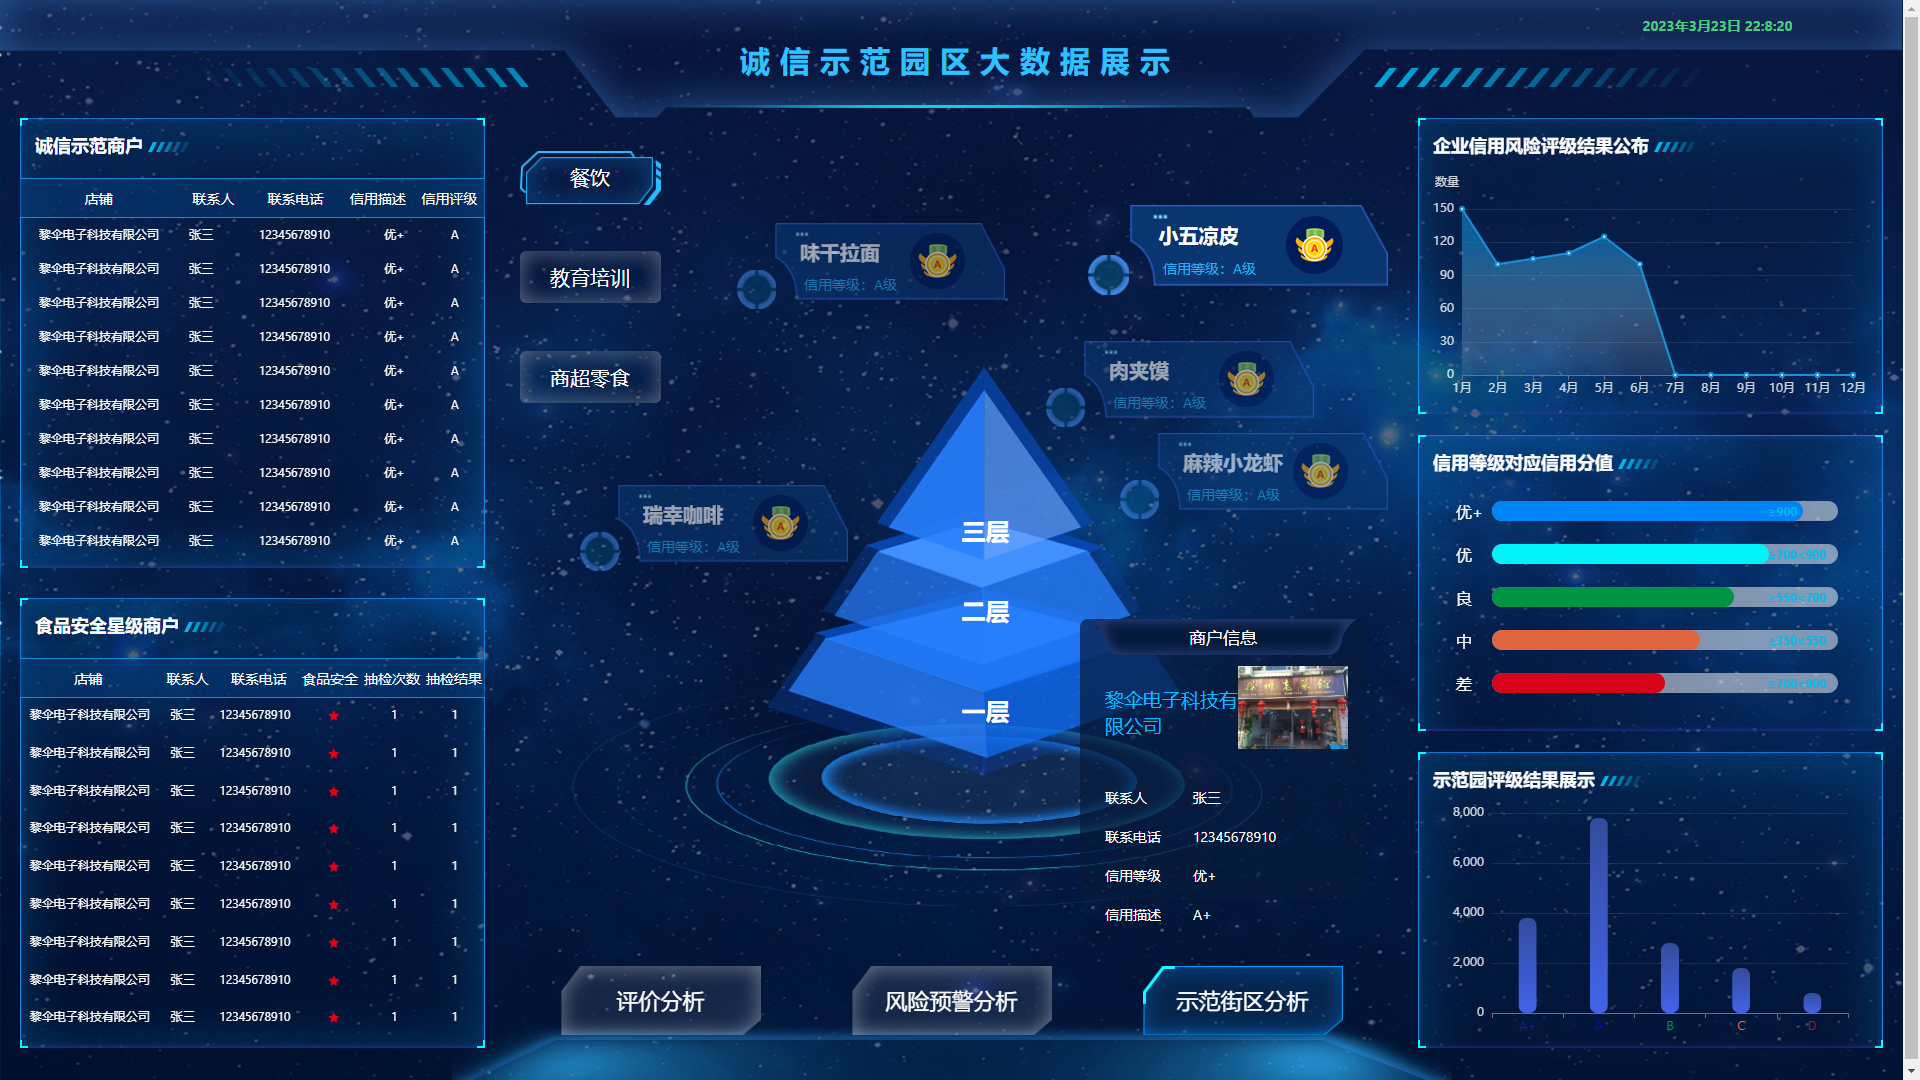 2023年3月23日 22:8:20
诚信示范园区大数据展示
诚信示范商户
店铺 联系人 联系电话 信用描述 信用评级
黎伞电子科技有限公司 张三 12345678910 优+ A
黎伞电子科技有限公司 张三 12345678910 优+ A
黎伞电子科技有限公司 张三 12345678910 优+ A
黎伞电子科技有限公司 张三 12345678910 优+ A
黎伞电子科技有限公司 张三 12345678910 优+ A
黎伞电子科技有限公司 张三 12345678910 优+ A
黎伞电子科技有限公司 张三 12345678910 优+ A
黎伞电子科技有限公司 张三 12345678910 优+ A
黎伞电子科技有限公司 张三 12345678910 优+ A
黎伞电子科技有限公司 张三 12345678910 优+ A
食品安全星级商户
店铺 联系人 联系电话 食品安全 抽检次数 抽检结果
黎伞电子科技有限公司 张三 12345678910 ★ 1 1
黎伞电子科技有限公司 张三 12345678910 ★ 1 1
黎伞电子科技有限公司 张三 12345678910 ★ 1 1
黎伞电子科技有限公司 张三 12345678910 ★ 1 1
黎伞电子科技有限公司 张三 12345678910 ★ 1 1
黎伞电子科技有限公司 张三 12345678910 ★ 1 1
黎伞电子科技有限公司 张三 12345678910 ★ 1 1
黎伞电子科技有限公司 张三 12345678910 ★ 1 1
黎伞电子科技有限公司 张三 12345678910 ★ 1 1
餐饮
教育培训
商超零食
味千拉面
信用等级：A级
A
小五凉皮
信用等级：A级
A
肉夹馍
信用等级：A级
A
麻辣小龙虾
信用等级：A级
A
瑞幸咖啡
信用等级：A级
A
三层
二层
一层
商户信息
黎伞电子科技有
限公司
联系人 张三
联系电话 12345678910
信用等级 优+
信用描述 A+
评价分析
风险预警分析
示范街区分析
企业信用风险评级结果公布
数量
150
120
90
60
30
0
1月 2月 3月 4月 5月 6月 7月 8月 9月 10月 11月 12月
信用等级对应信用分值
优+ ≥900
优 ≥700<900
良 ≥550<700
中 ≥350<550
差 ≥700<900
示范园评级结果展示
8,000
6,000
4,000
2,000
0
A+ A B C D